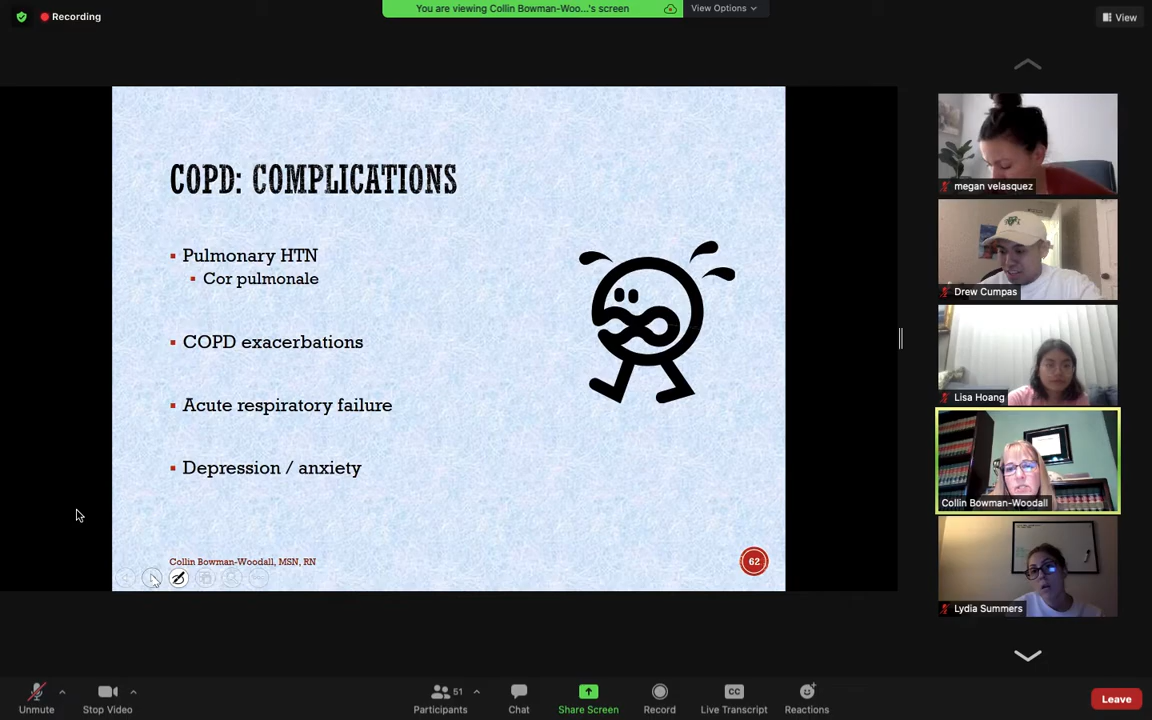 Recording
You are viewing Collin Bowman-Woo...'s screen
View Options
View
COPD: COMPLICATIONS
Pulmonary HTN
Cor pulmonale
COPD exacerbations
Acute respiratory failure
Depression / anxiety
Collin Bowman-Woodall, MSN, RN
62
megan velasquez
Drew Cumpas
Lisa Hoang
Collin Bowman-Woodall
Lydia Summers
Unmute
Stop Video
51
Participants
Chat
Share Screen
Record
CC
Live Transcript
Reactions
Leave